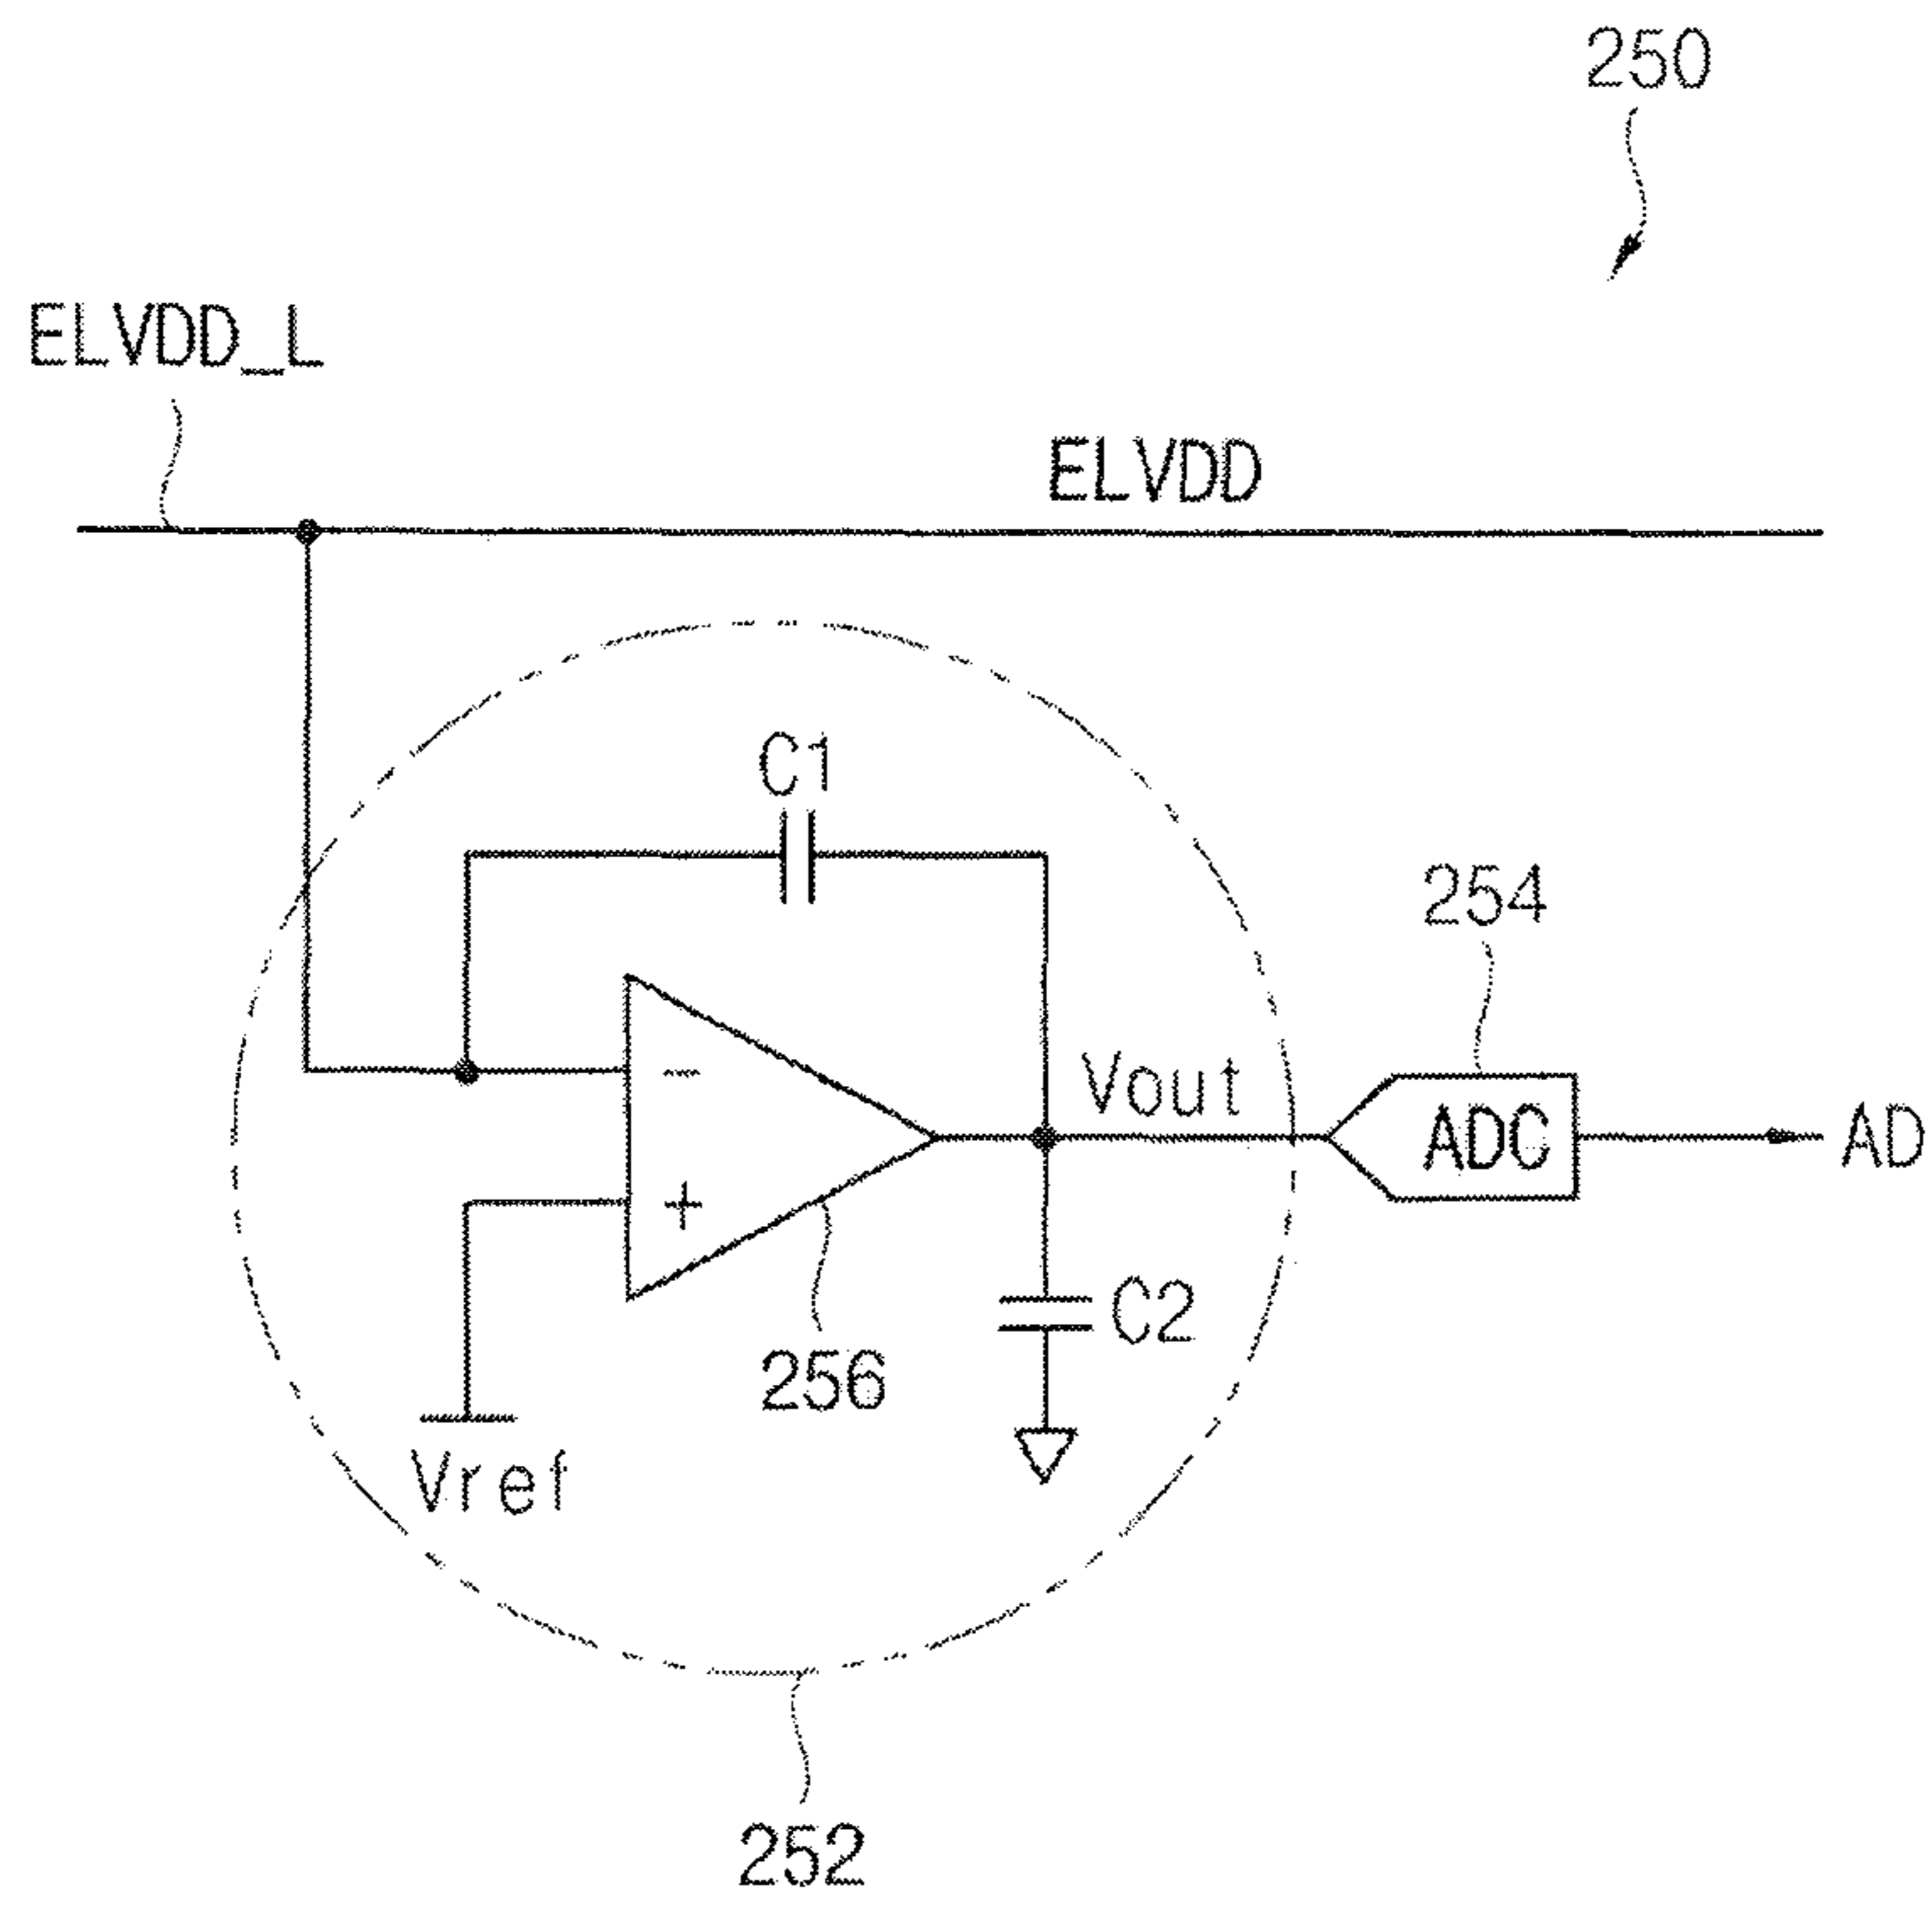 250
ELVDD_L
ELVDD
C1
254
-
Vout
ADC
AD
+
C2
256
Vref
252